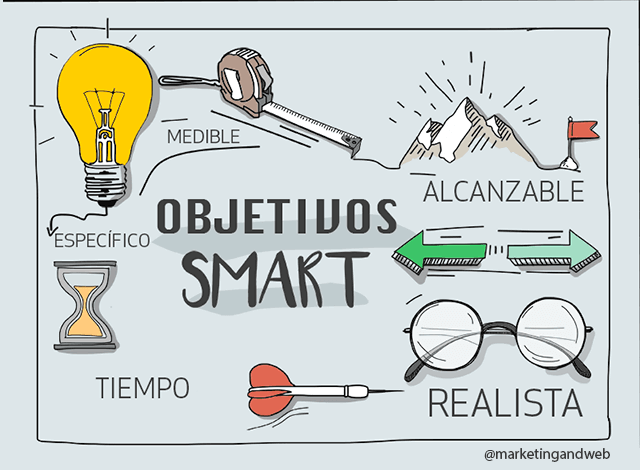 MEDIBLE
ALCANZABLE
OBJETIVOS
SMART
ESPECÍFICO
TIEMPO
REALISTA
@marketingandweb